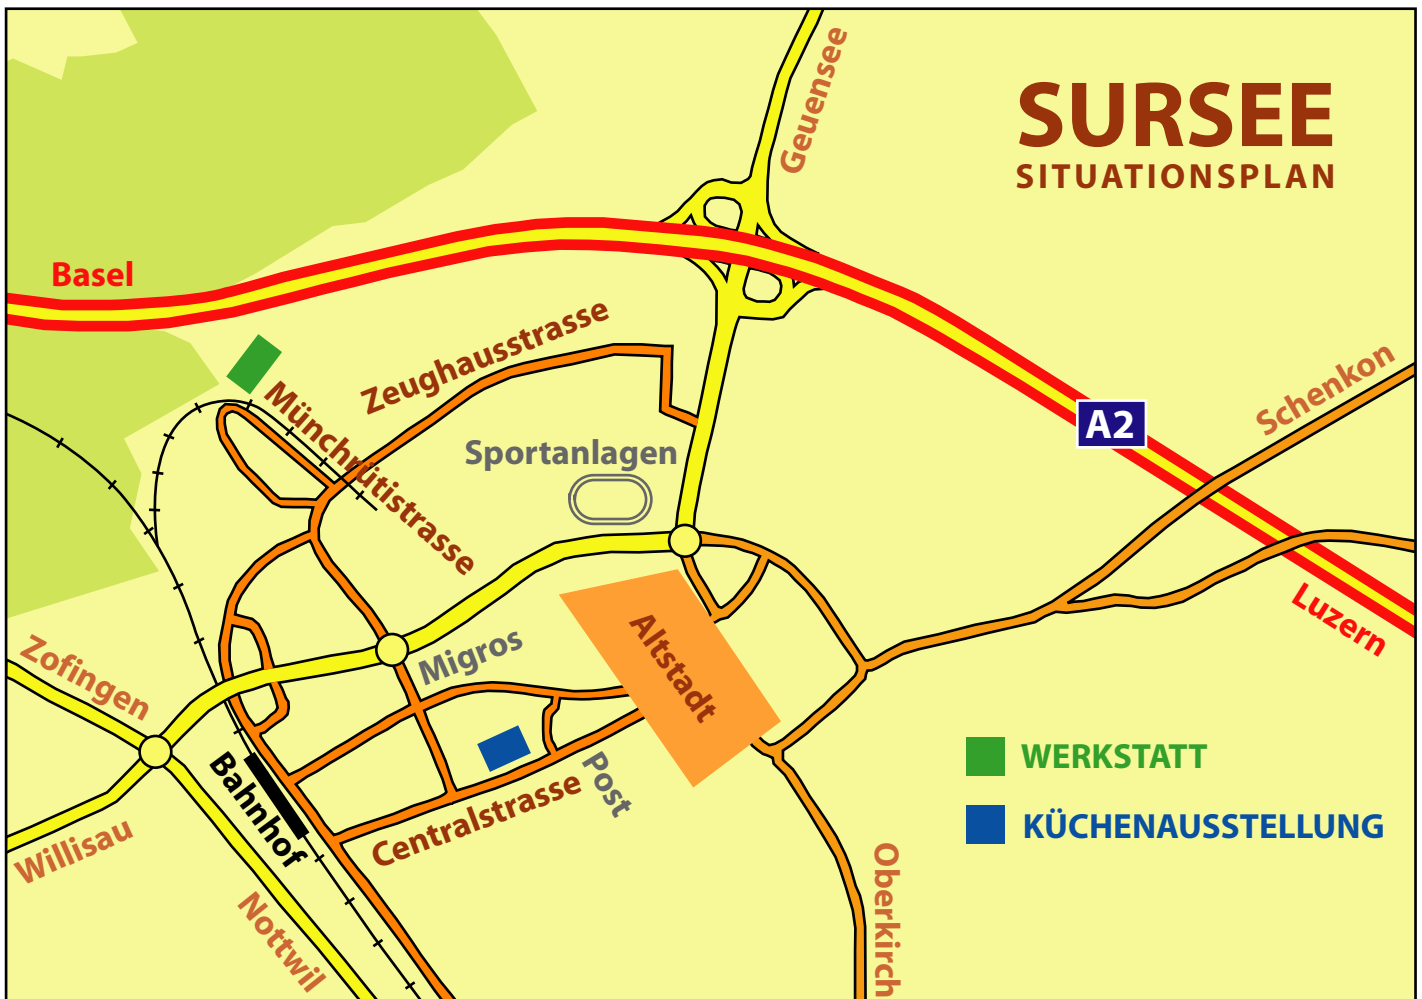 Geuensee
SURSEE
SITUATIONSPLAN
Basel
Zeughausstrasse
Münchrütistrasse
Sportanlagen
A2
Schenkon
Luzern
Zofingen
Migros
Altstadt
Bahnhof
Post
Centralstrasse
Willisau
Nottwil
Oberkirch
WERKSTATT
KÜCHENAUSSTELLUNG